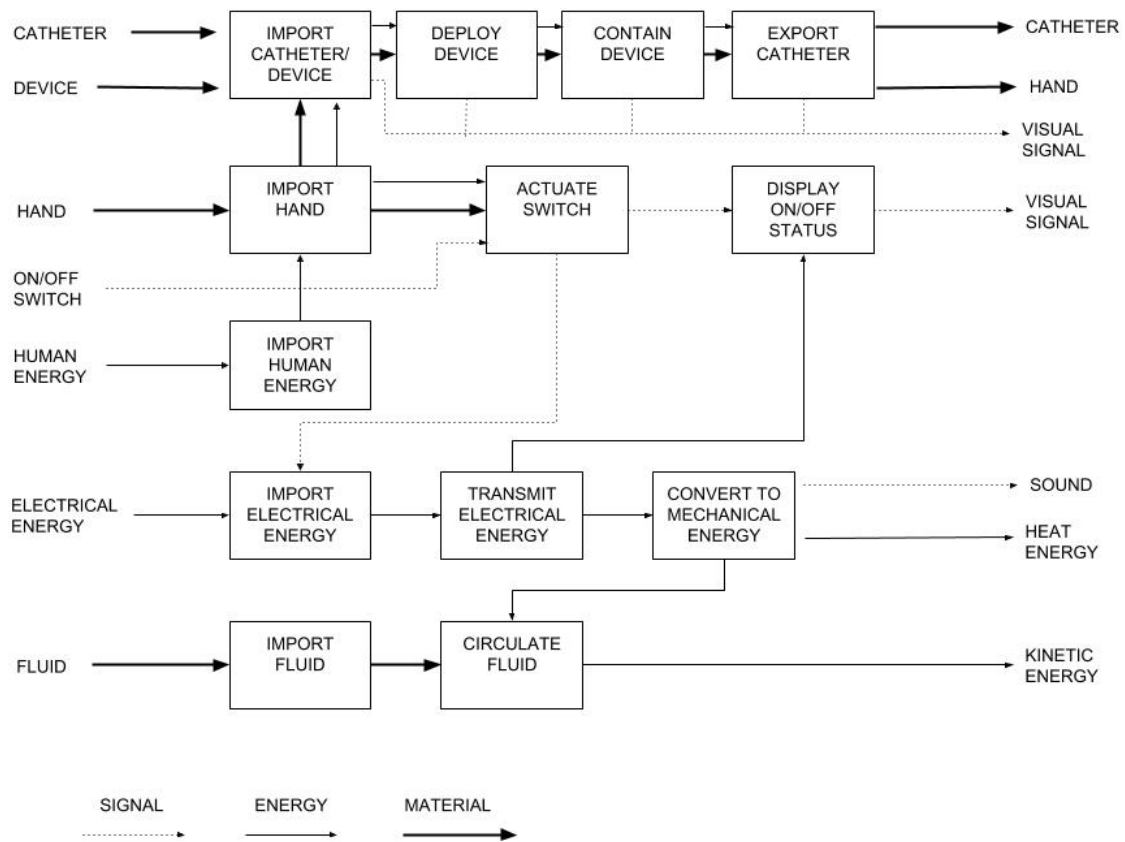 CATHETER
IMPORT
CATHETER/
DEVICE
DEPLOY
DEVICE
CONTAIN
DEVICE
EXPORT
CATHETER
CATHETER
DEVICE
HAND
VISUAL
SIGNAL
HAND
IMPORT
HAND
ACTUATE
SWITCH
DISPLAY
ON/OFF
STATUS
VISUAL
SIGNAL
ON/OFF
SWITCH
HUMAN
ENERGY
IMPORT
HUMAN
ENERGY
ELECTRICAL
ENERGY
IMPORT
ELECTRICAL
ENERGY
TRANSMIT
ELECTRICAL
ENERGY
CONVERT TO
MECHANICAL
ENERGY
SOUND
HEAT
ENERGY
FLUID
IMPORT
FLUID
CIRCULATE
FLUID
KINETIC
ENERGY
SIGNAL
ENERGY
MATERIAL